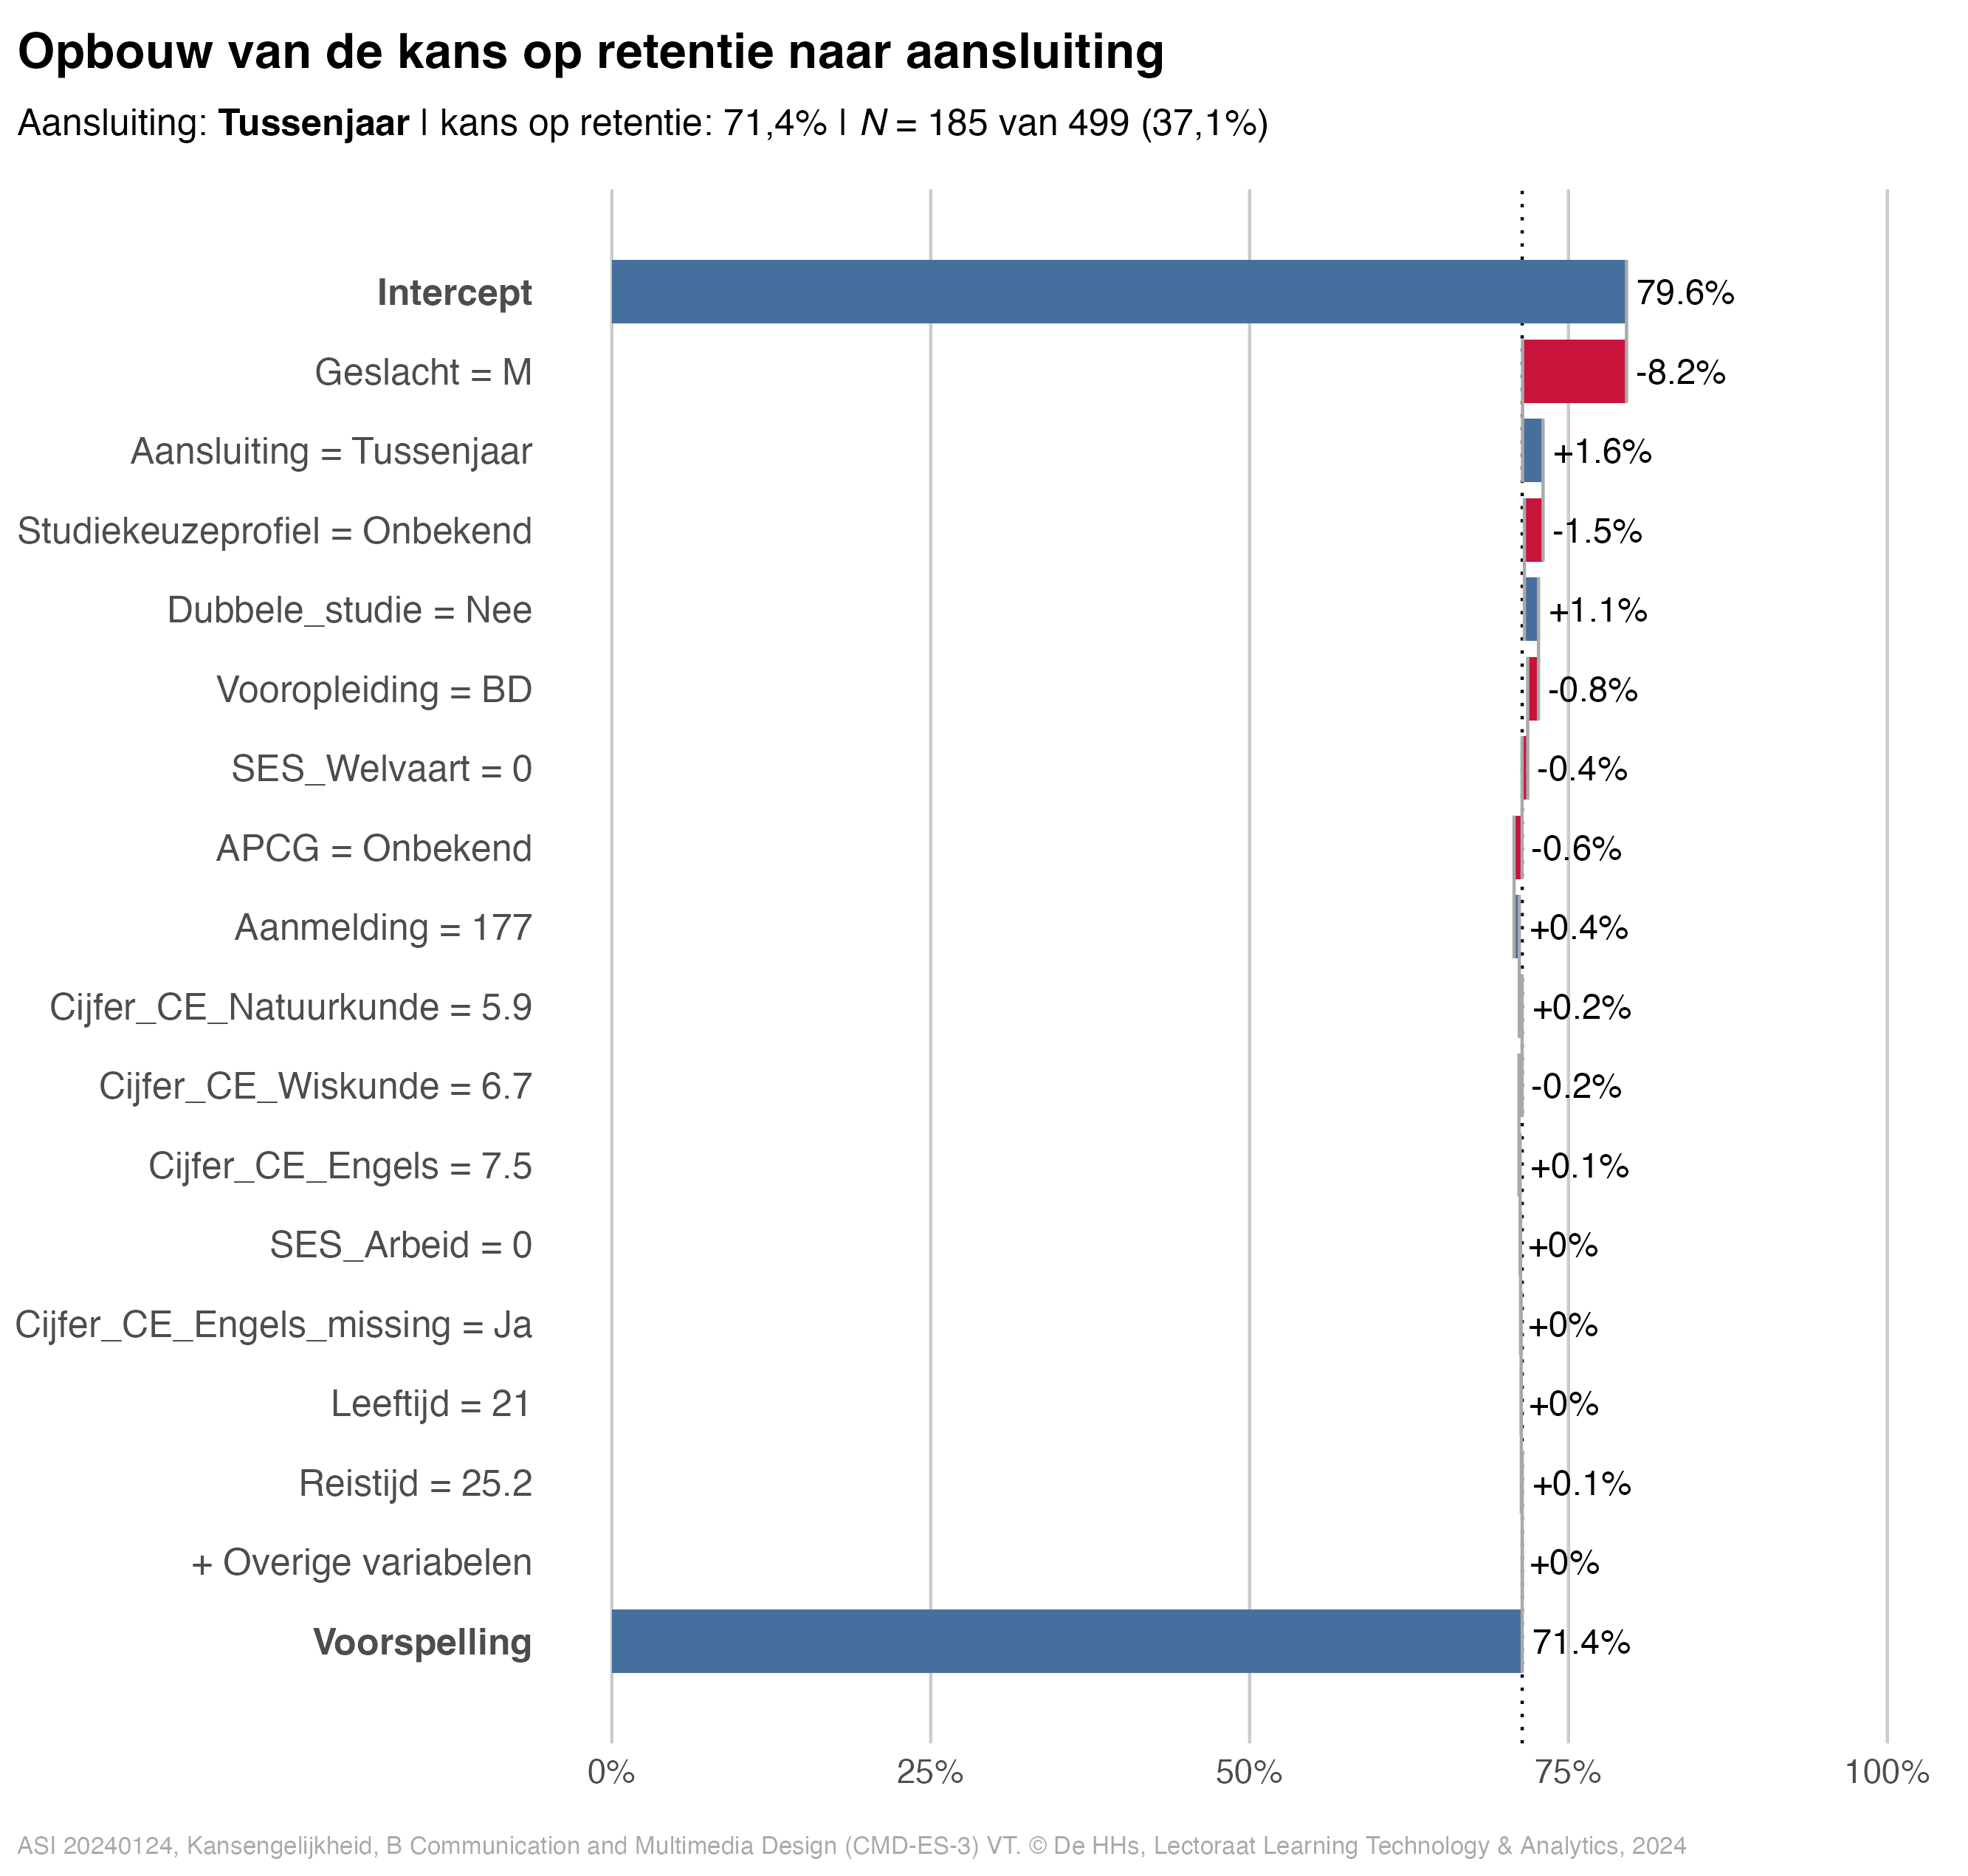 Opbouw van de kans op retentie naar aansluiting
Aansluiting: Tussenjaar | kans op retentie: 71,4% | N = 185 van 499 (37,1%)
Intercept 79.6%
Geslacht = M -8.2%
Aansluiting = Tussenjaar +1.6%
Studiekeuzeprofiel = Onbekend -1.5%
Dubbele_studie = Nee +1.1%
Vooropleiding = BD -0.8%
SES_Welvaart = 0 -0.4%
APCG = Onbekend -0.6%
Aanmelding = 177 +0.4%
Cijfer_CE_Natuurkunde = 5.9 +0.2%
Cijfer_CE_Wiskunde = 6.7 -0.2%
Cijfer_CE_Engels = 7.5 +0.1%
SES_Arbeid = 0 +0%
Cijfer_CE_Engels_missing = Ja +0%
Leeftijd = 21 +0%
Reistijd = 25.2 +0.1%
+ Overige variabelen +0%
Voorspelling 71.4%
0% 25% 50% 75% 100%
ASI 20240124, Kansengelijkheid, B Communication and Multimedia Design (CMD-ES-3) VT. © De HHs, Lectoraat Learning Technology & Analytics, 2024